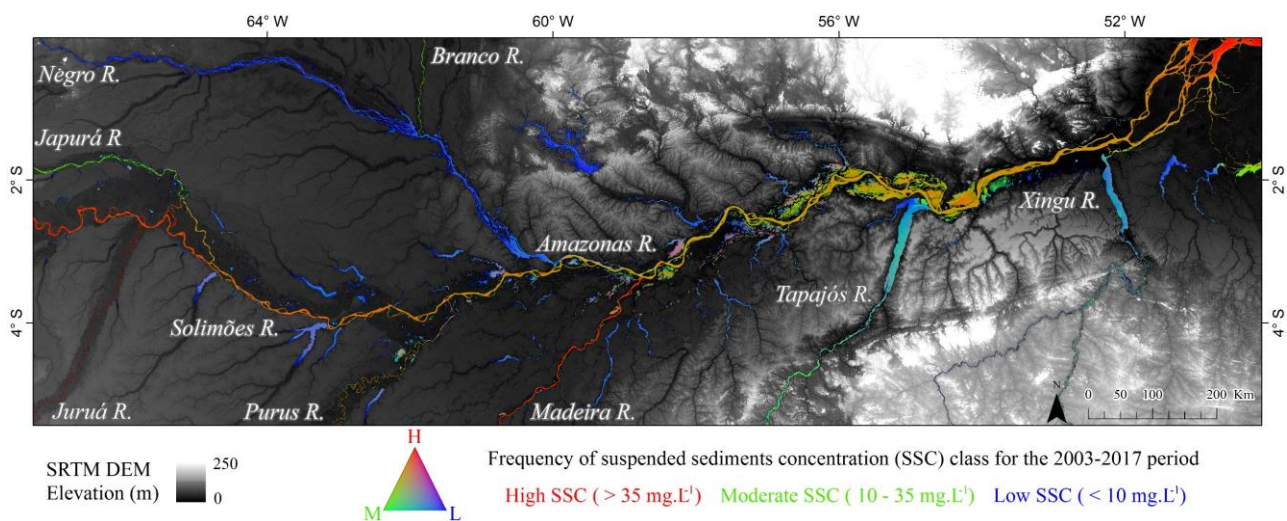 64° W 60° W 56° W 52° W
Nègro R.
Branco R.
Japurá R
2° S 2° S
Xingu R.
Amazonas R.
Tapajós R.
4° S 4° S
Solimões R.
Juruá R. Purus R. Madeira R.
N
0 50 100 200 Km
SRTM DEM
Elevation (m)
250
0
H
M L
Frequency of suspended sediments concentration (SSC) class for the 2003-2017 period
High SSC ( > 35 mg.L⁻¹) Moderate SSC ( 10 - 35 mg.L⁻¹) Low SSC ( < 10 mg.L⁻¹)